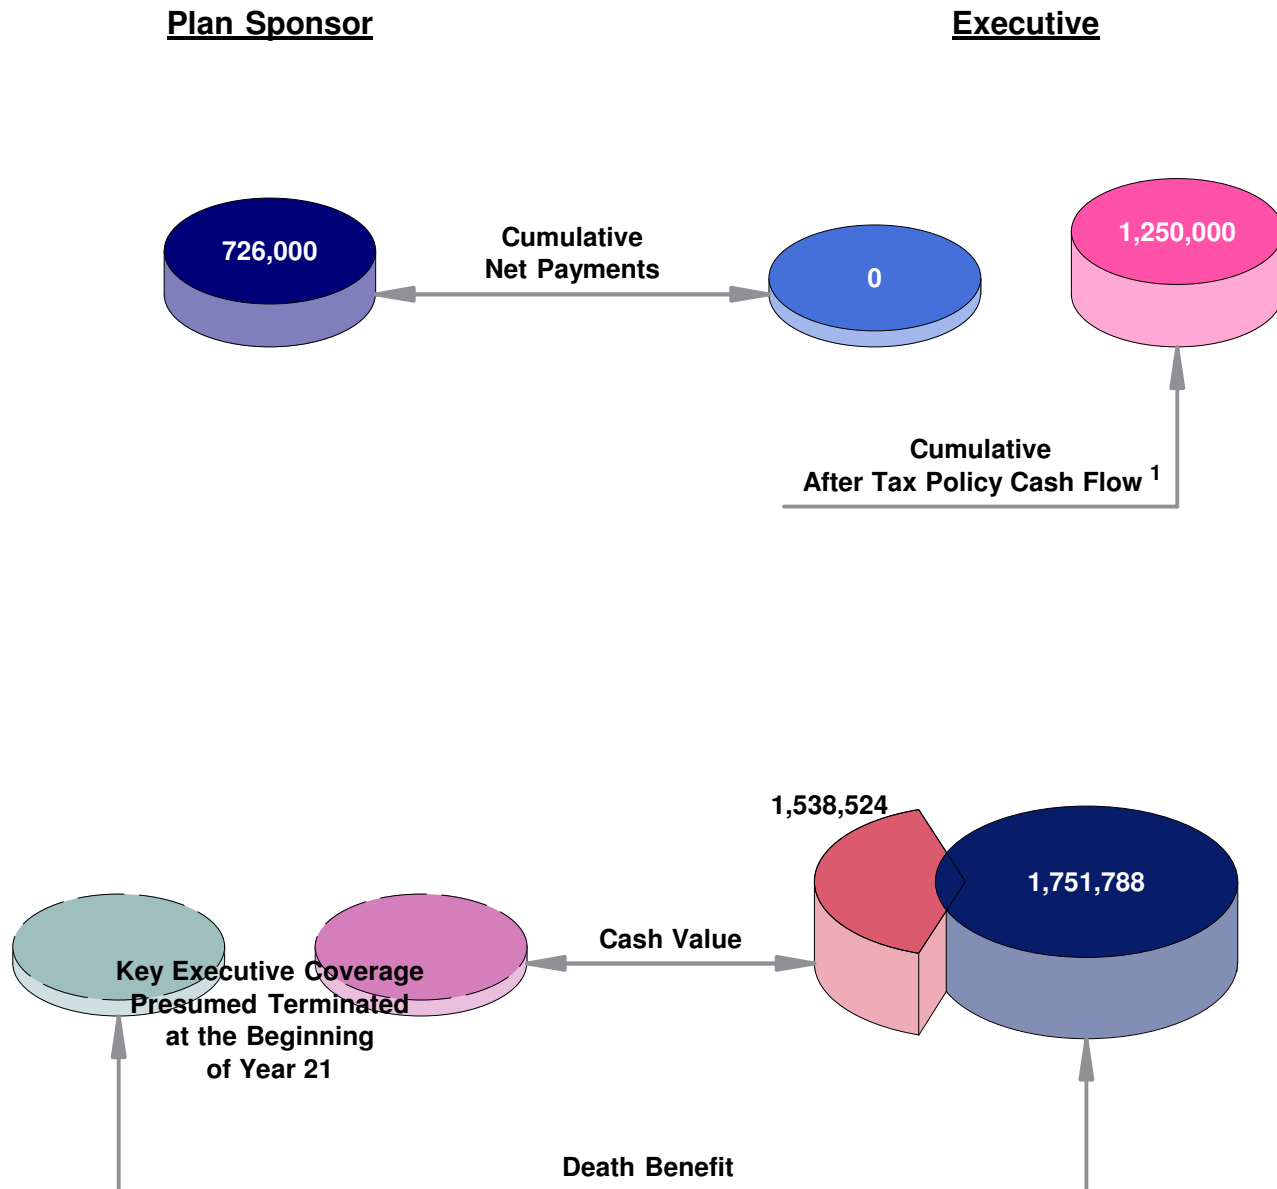 Plan Sponsor
Executive
726,000
Cumulative
Net Payments
0
1,250,000
Cumulative
After Tax Policy Cash Flow 1
1,538,524
1,751,788
Cash Value
Key Executive Coverage
Presumed Terminated
at the Beginning
of Year 21
Death Benefit